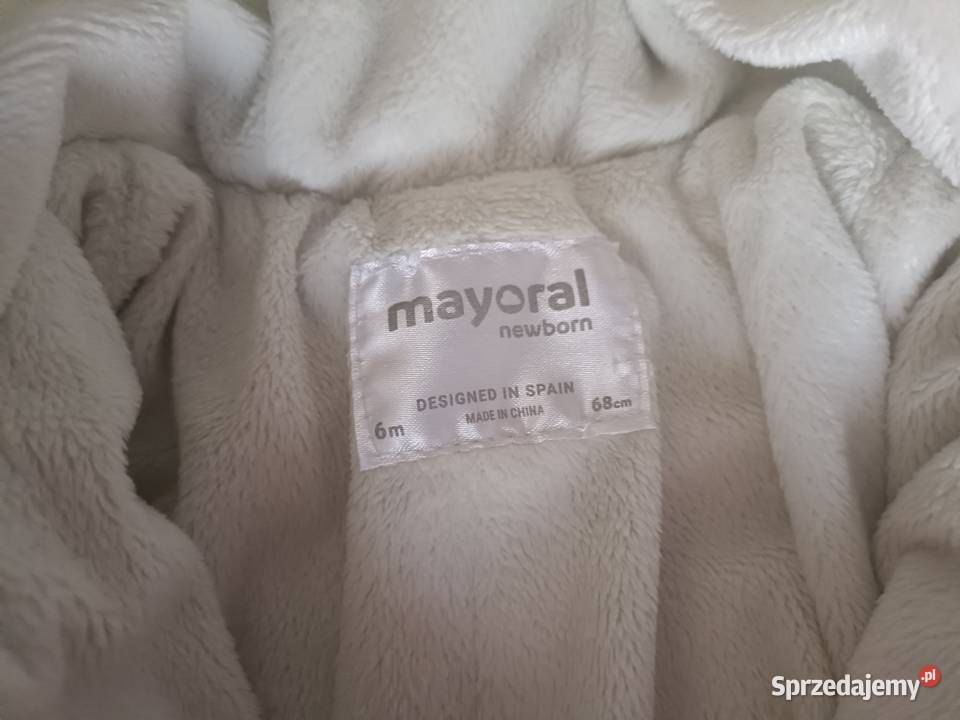 mayoral
newborn
DESIGNED IN SPAIN
MADE IN CHINA
6m
68cm
Sprzedajemy.pl